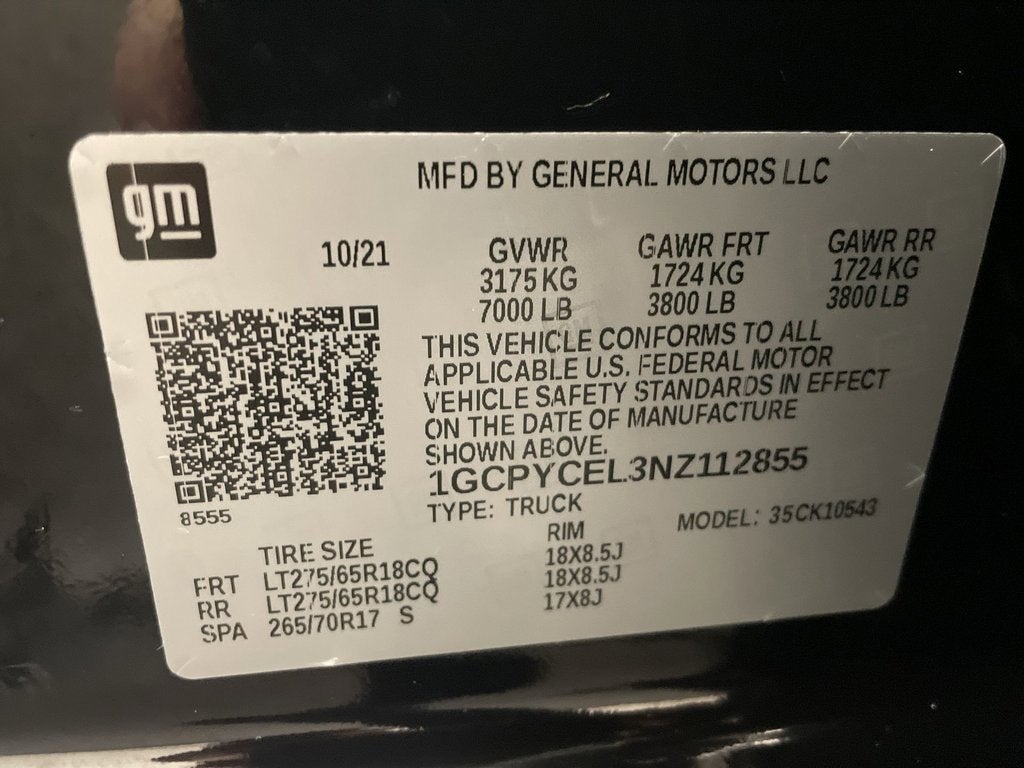 gm
MFD BY GENERAL MOTORS LLC
10/21
GVWR GAWR FRT GAWR RR
3175 KG 1724 KG 1724 KG
7000 LB 3800 LB 3800 LB
THIS VEHICLE CONFORMS TO ALL
APPLICABLE U.S. FEDERAL MOTOR
VEHICLE SAFETY STANDARDS IN EFFECT
ON THE DATE OF MANUFACTURE
SHOWN ABOVE.
1GCPYCEL3NZ112855
8555
TYPE: TRUCK MODEL: 35CK10543
TIRE SIZE RIM
FRT LT275/65R18CQ 18X8.5J
RR LT275/65R18CQ 18X8.5J
SPA 265/70R17 S 17X8J